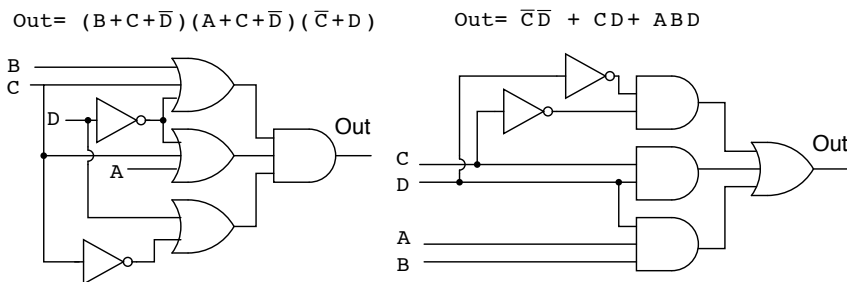 Out= (B+C+D̅)(A+C+D̅)(C̅+D)
B
C
D
A
Out
Out= C̅D̅ + CD+ ABD
C
D
A
B
Out